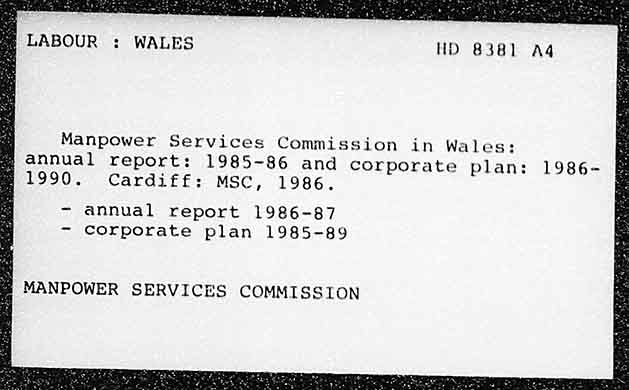 LABOUR : WALES
HD 8381 A4
Manpower Services Commission in Wales:
annual report: 1985-86 and corporate plan: 1986-
1990. Cardiff: MSC, 1986.
- annual report 1986-87
- corporate plan 1985-89
MANPOWER SERVICES COMMISSION